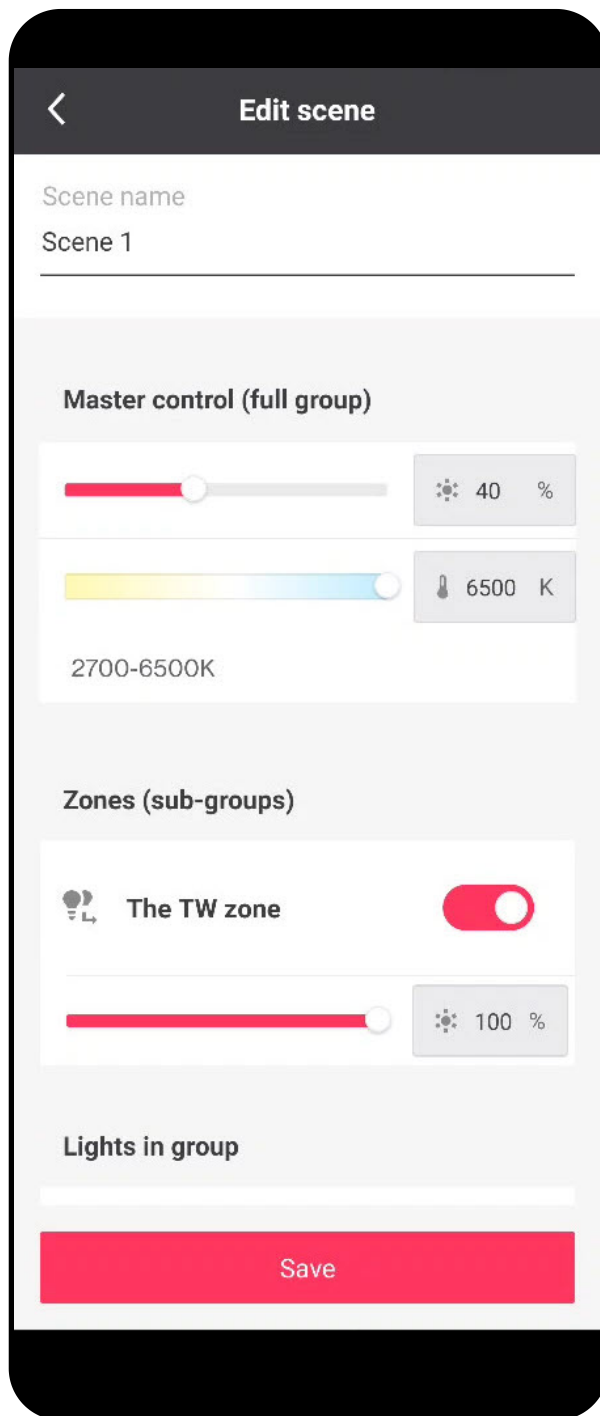 Edit scene
Scene name
Scene 1
Master control (full group)
40 %
6500 K
2700-6500K
Zones (sub-groups)
The TW zone
100 %
Lights in group
Save